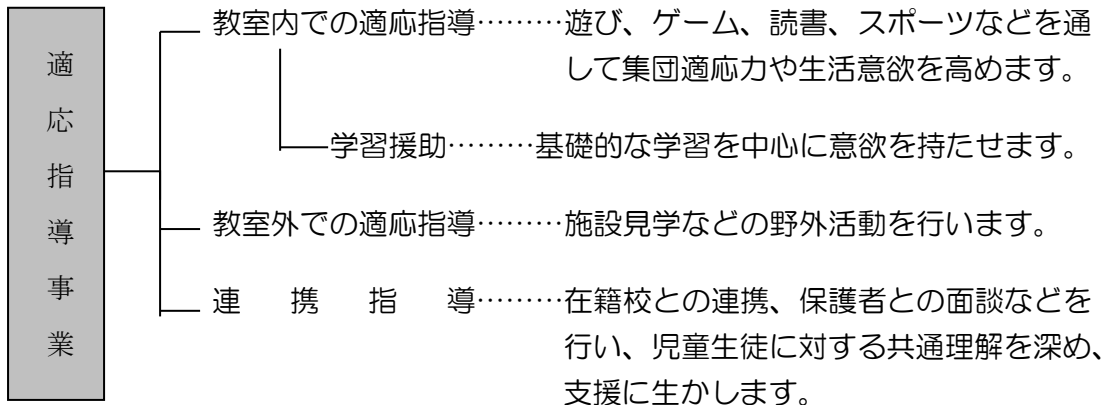 適応指導事業
教室内での適応指導………遊び、ゲーム、読書、スポーツなどを通
して集団適応力や生活意欲を高めます。
学習援助………基礎的な学習を中心に意欲を持たせます。
教室外での適応指導………施設見学などの野外活動を行います。
連携指導………在籍校との連携、保護者との面談などを
行い、児童生徒に対する共通理解を深め、
支援に生かします。